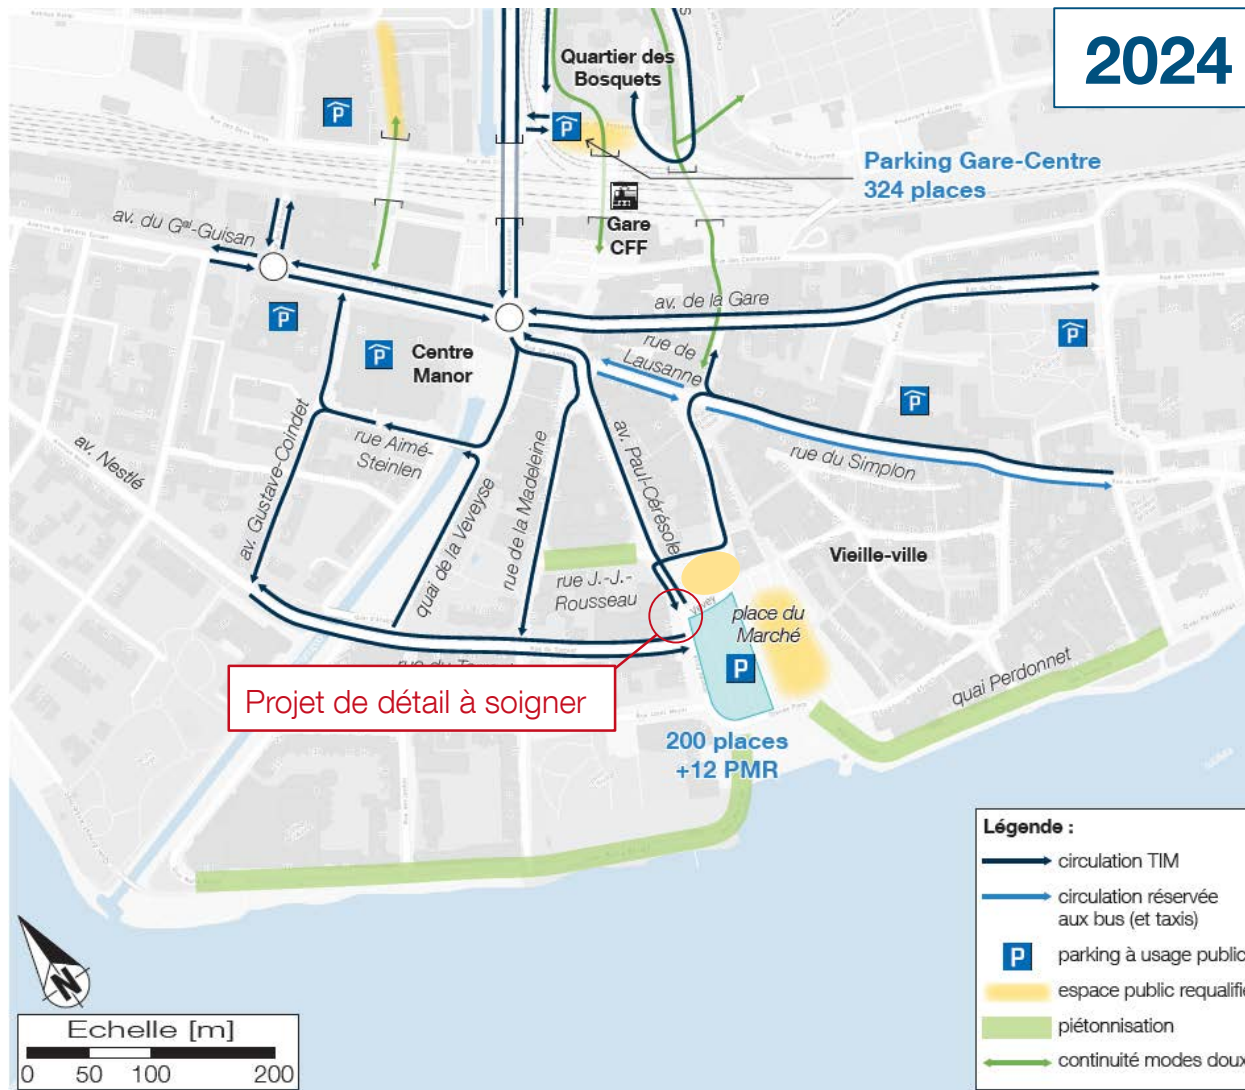 2024
Quartier des
Bosquets
P
P
Parking Gare-Centre
324 places
Gare
CFF
av. du Gal-Guisan
av. de la Gare
P
P
P
P
Centre
Manor
rue de
Lausanne
av. Gustave-Coindet
rue Aimé-
Steinlen
av. Nestlé
quai de la Veveyse
rue de la Madeleine
av. Paul-Cérésole
rue du Simplon
Vieille-ville
rue J.-J.-
Rousseau
Vevey
place du
Marché
P
quai Perdonnet
Projet de détail à soigner
200 places
+12 PMR
Légende :
circulation TIM
circulation réservée
aux bus (et taxis)
P
parking à usage public
espace public requalifié
piétonnisation
continuité modes doux
N
Echelle [m]
0 50 100 200